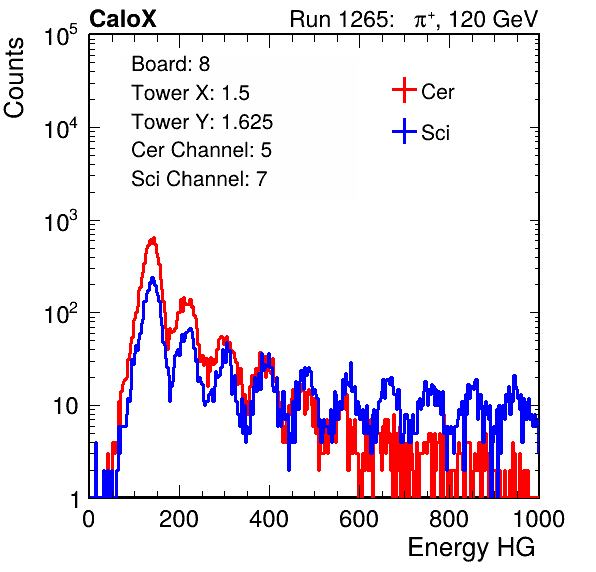 CaloX Run 1265: π⁺, 120 GeV
Counts
Board: 8
Tower X: 1.5
Tower Y: 1.625
Cer Channel: 5
Sci Channel: 7
Cer
Sci
10⁵
10⁴
10³
10²
10
1
0 200 400 600 800 1000
Energy HG